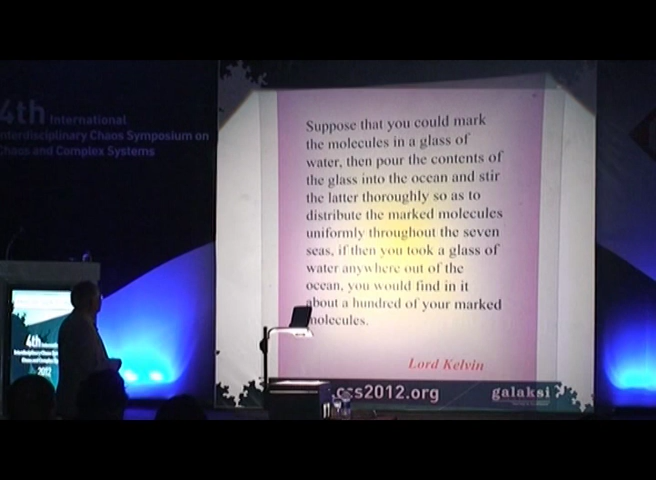 4th International
Interdisciplinary Chaos Symposium on
Chaos and Complex Systems
Suppose that you could mark
the molecules in a glass of
water, then pour the contents of
the glass into the ocean and stir
the latter thoroughly so as to
distribute the marked molecules
uniformly throughout the seven
seas, if then you took a glass of
water anywhere out of the
ocean, you would find in it
about a hundred of your marked
molecules.
Lord Kelvin
4th
2012
.ccs2012.org
galaksi